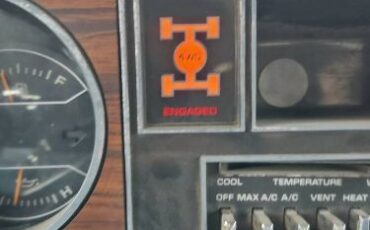 F
4WD
ENGAGED
H
COOL TEMPERATURE
OFF MAX A/C A/C VENT HEAT